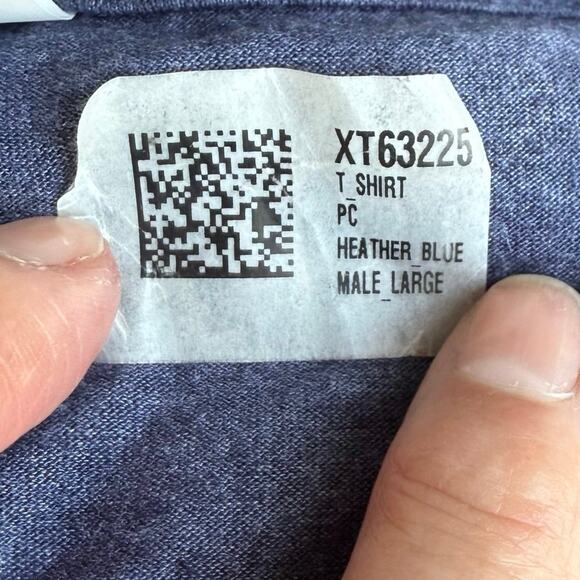 XT63225
T_SHIRT
PC
HEATHER_BLUE
MALE_LARGE